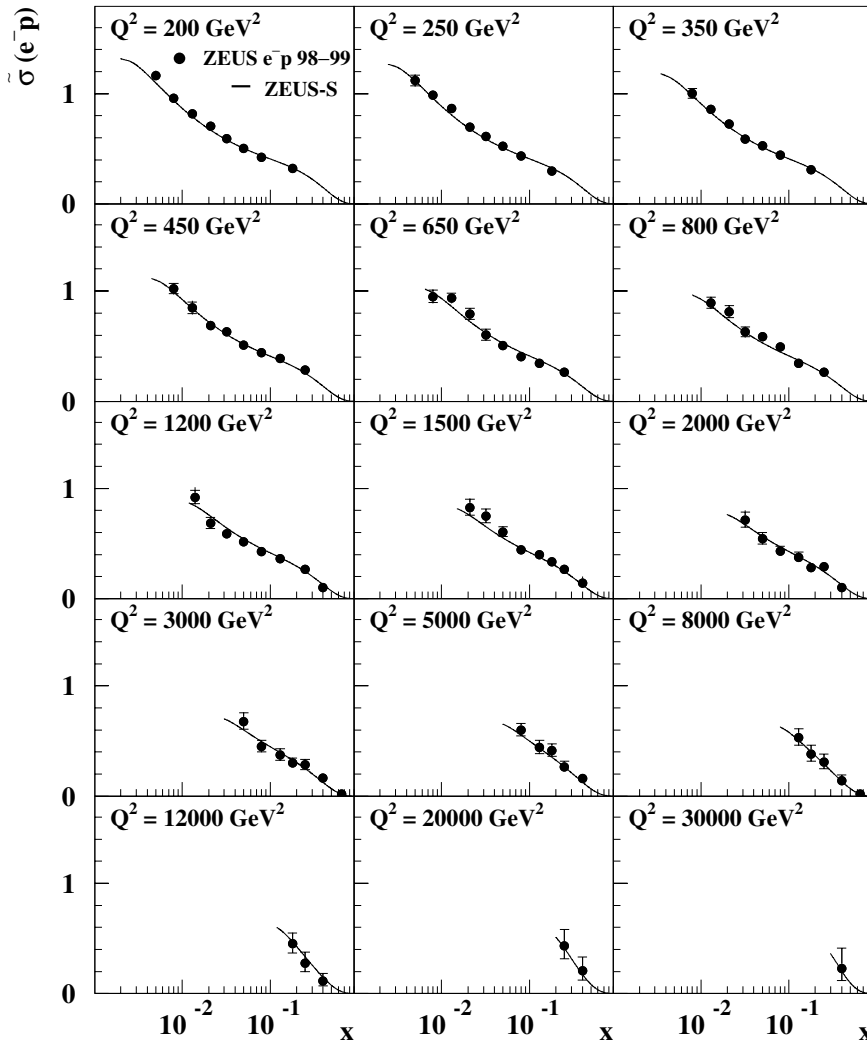 σ̃ (e⁻p)
Q² = 200 GeV²
ZEUS e⁻p 98–99
ZEUS-S
Q² = 250 GeV²
Q² = 350 GeV²
1
0
Q² = 450 GeV²
Q² = 650 GeV²
Q² = 800 GeV²
1
0
Q² = 1200 GeV²
Q² = 1500 GeV²
Q² = 2000 GeV²
1
0
Q² = 3000 GeV²
Q² = 5000 GeV²
Q² = 8000 GeV²
1
0
Q² = 12000 GeV²
Q² = 20000 GeV²
Q² = 30000 GeV²
1
0
10⁻² 10⁻¹ x 10⁻² 10⁻¹ x 10⁻² 10⁻¹ x